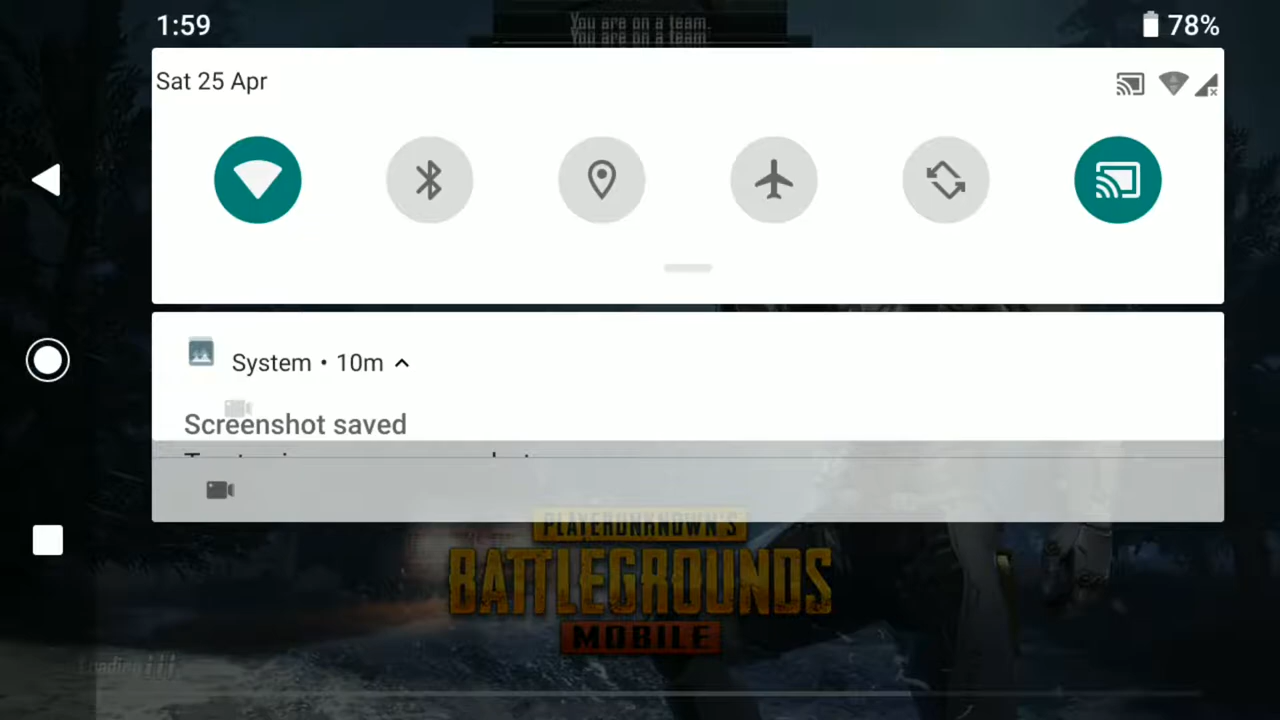 You are on a team.
You are on a team.
1:59
78%
Sat 25 Apr
System • 10m
Screenshot saved
PLAYERUNKNOWN'S
BATTLEGROUNDS
MOBILE
Loading